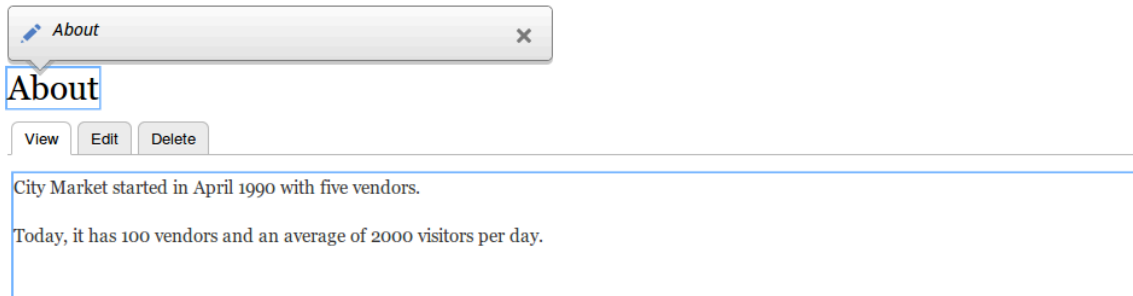 About
About
View Edit Delete
City Market started in April 1990 with five vendors.
Today, it has 100 vendors and an average of 2000 visitors per day.